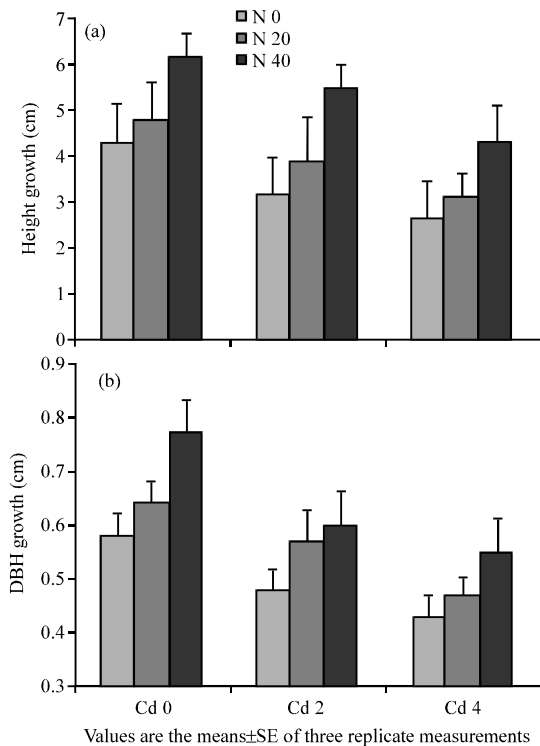 (a)
N 0
N 20
N 40
Height growth (cm)
7
6
5
4
3
2
1
0
(b)
DBH growth (cm)
0.9
0.8
0.7
0.6
0.5
0.4
0.3
Cd 0 Cd 2 Cd 4
Values are the means±SE of three replicate measurements